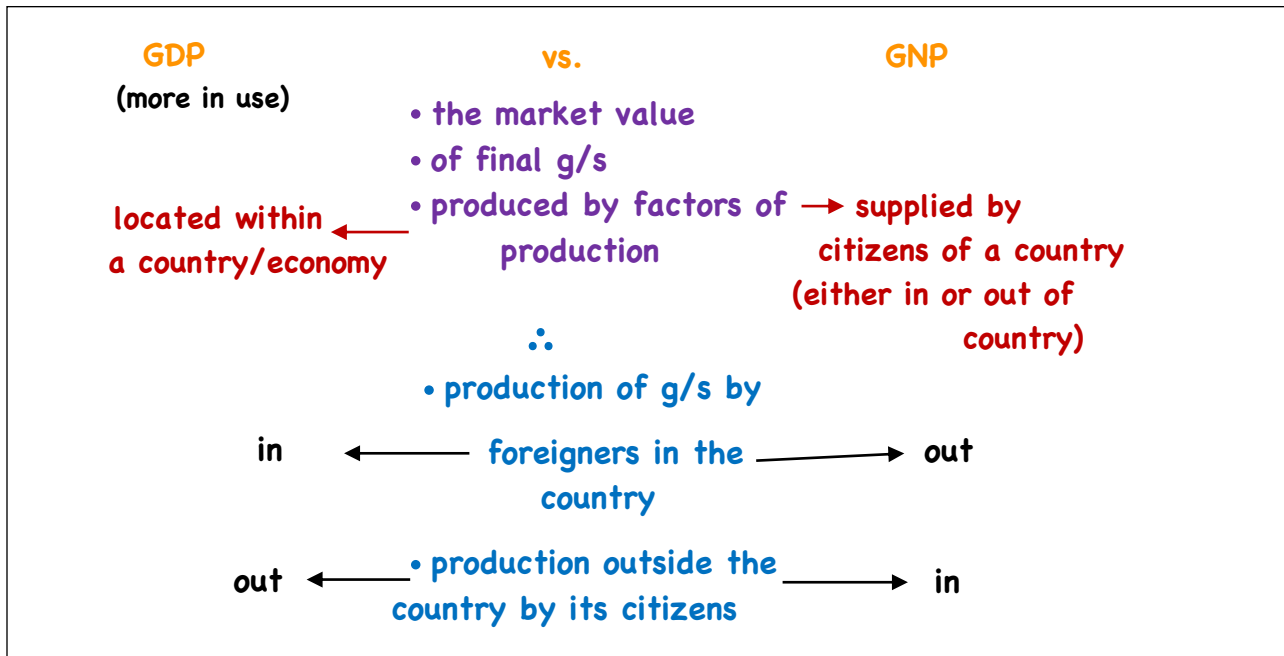 GDP vs. GNP
(more in use)
• the market value
• of final g/s
• produced by factors of
production
located within
a country/economy
supplied by
citizens of a country
(either in or out of
country)
∴
• production of g/s by
foreigners in the
country
in
out
• production outside the
country by its citizens
out
in